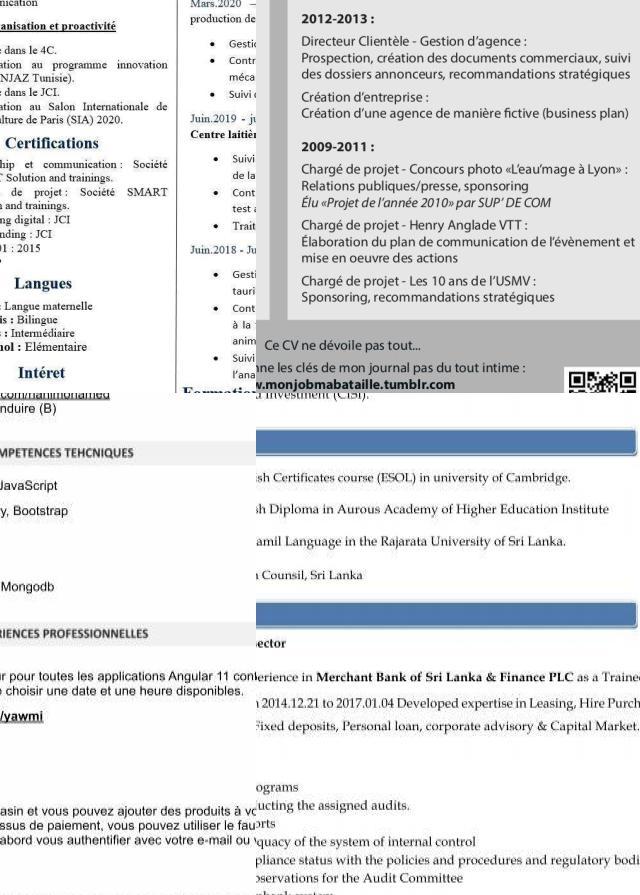 nication
anisation et proactivité
e dans le 4C.
ation au programme innovation
NJAZ Tunisie).
e dans le JCI.
ation au Salon Internationale de
ulture de Paris (SIA) 2020.
Certifications
hip et communication : Société
T Solution and trainings.
de projet : Société SMART
n and trainings.
ng digital : JCI
nding : JCI
01 : 2015
Langues
: Langue maternelle
is : Bilingue
s : Intermédiaire
nol : Elémentaire
Intéret
Mars.2020 –
production de
• Gestic
• Contr
méca
• Suivi
Juin.2019 - ju
Centre laitièr
• Suivi
de la
• Cont
test a
• Trait
Juin.2018 - Ju
• Gesti
tauri
• Cont
à la
anim
• Suivi
l'ana
Formation
2012-2013 :
Directeur Clientèle - Gestion d'agence :
Prospection, création des documents commerciaux, suivi
des dossiers annonceurs, recommandations stratégiques
Création d'entreprise :
Création d'une agence de manière fictive (business plan)
2009-2011 :
Chargé de projet - Concours photo «L'eau'mage à Lyon» :
Relations publiques/presse, sponsoring
Élu «Projet de l'année 2010» par SUP' DE COM
Chargé de projet - Henry Anglade VTT :
Élaboration du plan de communication de l'évènement et
mise en oeuvre des actions
Chargé de projet - Les 10 ans de l'USMV :
Sponsoring, recommandations stratégiques
Ce CV ne dévoile pas tout...
nne les clés de mon journal pas du tout intime :
w.monjobmabataille.tumblr.com
com/hanimohamed
nduire (B)
MPETENCES TEHCNIQUES
JavaScript
y, Bootstrap
Mongodb
RIENCES PROFESSIONNELLES
r pour toutes les applications Angular 11 cont
e choisir une date et une heure disponibles.
/yawmi
asin et vous pouvez ajouter des produits à vo
ssus de paiement, vous pouvez utiliser le fau
abord vous authentifier avec votre e-mail ou
d Investment (CISI).
ish Certificates course (ESOL) in university of Cambridge.
sh Diploma in Aurous Academy of Higher Education Institute
amil Language in the Rajarata University of Sri Lanka.
n Counsil, Sri Lanka
ector
erience in Merchant Bank of Sri Lanka & Finance PLC as a Traine
n 2014.12.21 to 2017.01.04 Developed expertise in Leasing, Hire Purch
Fixed deposits, Personal loan, corporate advisory & Capital Market.
ograms
ucting the assigned audits.
orts
quacy of the system of internal control
pliance status with the policies and procedures and regulatory bodi
bservations for the Audit Committee